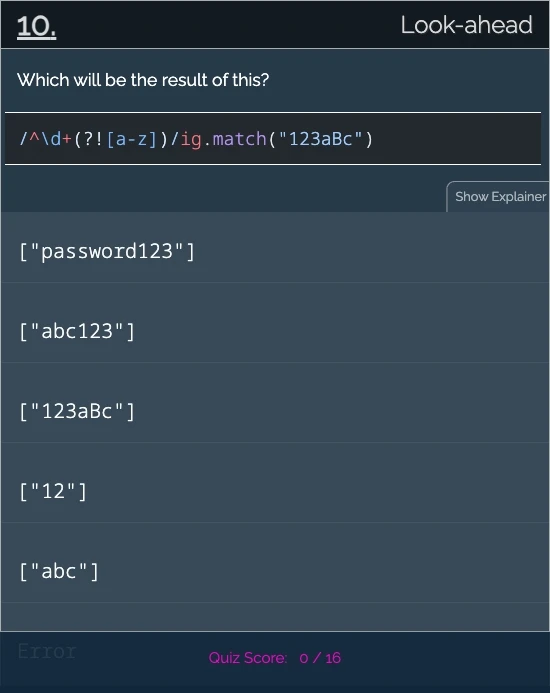 10.
Look-ahead
Which will be the result of this?
/^\d+(?![a-z])/ig.match("123aBc")
Show Explainer
["password123"]
["abc123"]
["123aBc"]
["12"]
["abc"]
Error
Quiz Score: 0 / 16